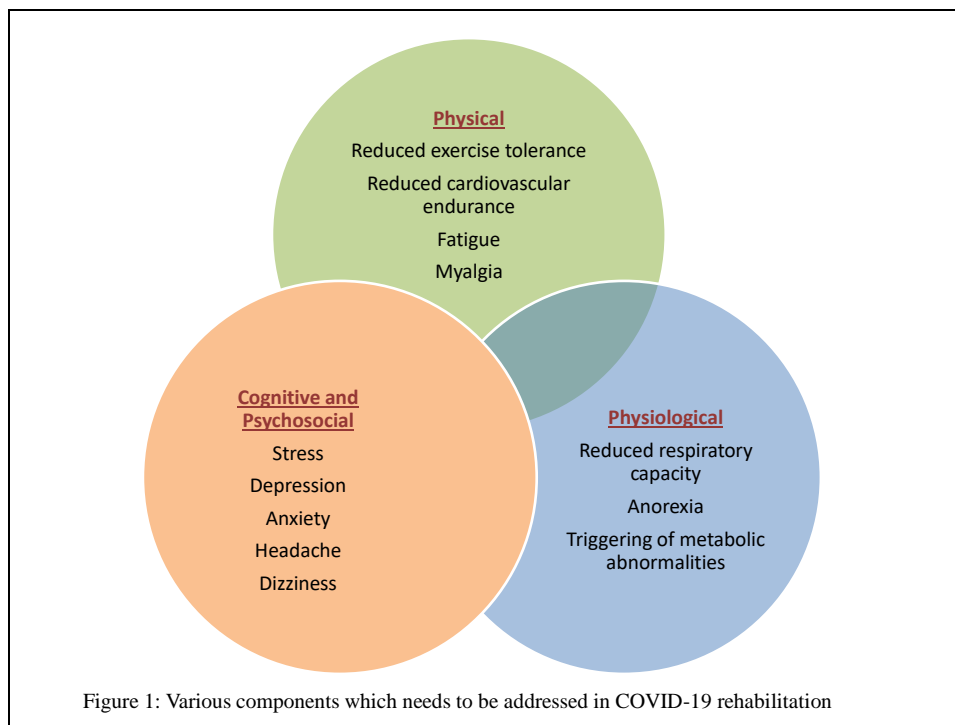 Physical
Reduced exercise tolerance
Reduced cardiovascular
endurance
Fatigue
Myalgia
Cognitive and
Psychosocial
Stress
Depression
Anxiety
Headache
Dizziness
Physiological
Reduced respiratory
capacity
Anorexia
Triggering of metabolic
abnormalities
Figure 1: Various components which needs to be addressed in COVID-19 rehabilitation